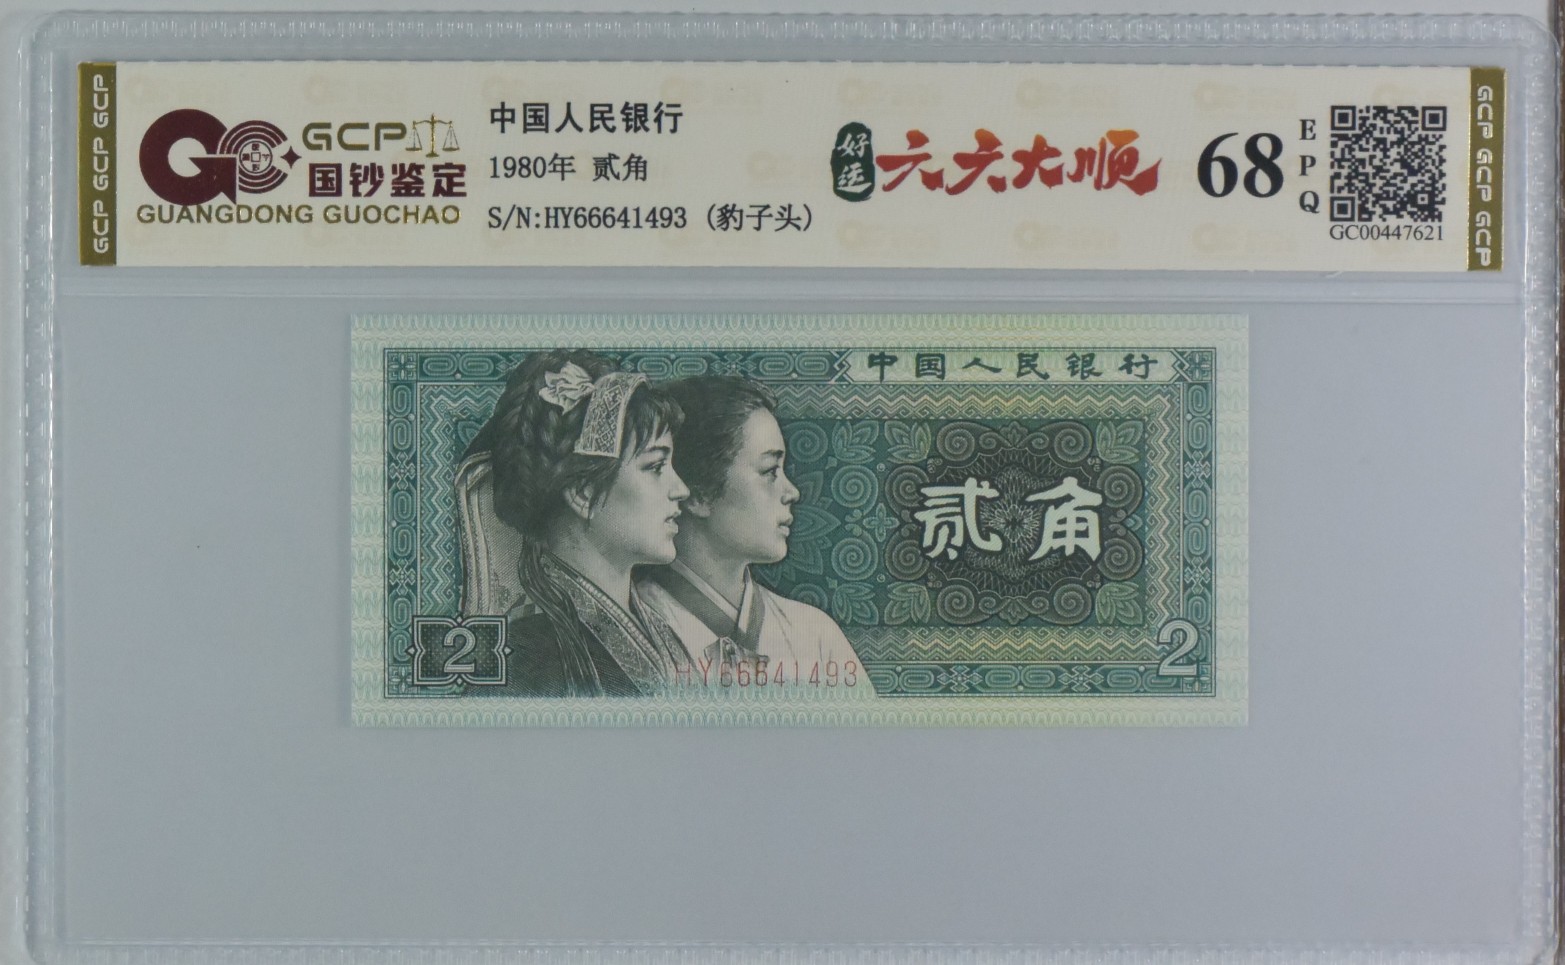 GCP GCP GCP
GCP
国钞鉴定
GUANGDONG GUOCHAO
中国人民银行
1980年 贰角
S/N:HY66641493 (豹子头)
好运
六六大顺
68
EPQ
GC00447621
GCP GCP GCP
中国人民银行
贰角
2
2
HY66641493